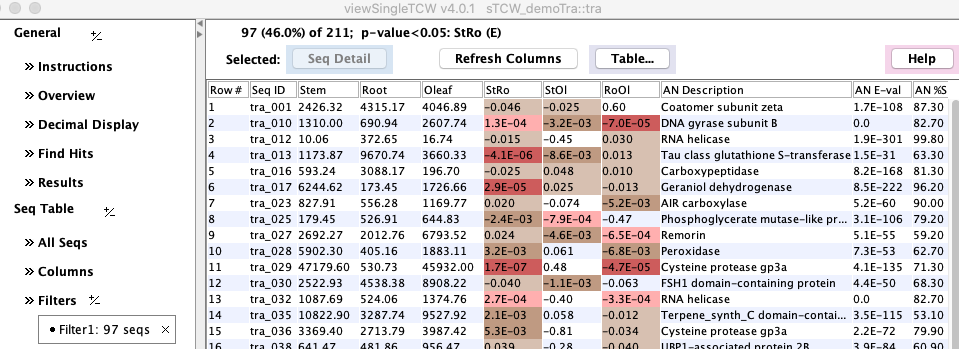 viewSingleTCW v4.0.1 sTCW_demoTra::tra
General +/-
>> Instructions
>> Overview
>> Decimal Display
>> Find Hits
>> Results
Seq Table +/-
>> All Seqs
>> Columns
>> Filters +/-
• Filter1: 97 seqs ×
97 (46.0%) of 211; p-value<0.05: StRo (E)
Selected: Seq Detail Refresh Columns Table... Help
Row # Seq ID Stem Root Oleaf StRo StOl RoOl AN Description AN E-val AN %S
1 tra_001 2426.32 4315.17 4046.89 -0.046 -0.025 0.60 Coatomer subunit zeta 1.7E-108 87.30
2 tra_010 1310.00 690.94 2607.74 1.3E-04 -3.2E-03 -7.0E-05 DNA gyrase subunit B 0.0 82.70
3 tra_012 10.06 372.65 16.74 -0.015 -0.45 0.030 RNA helicase 1.9E-301 99.80
4 tra_013 1173.87 9670.74 3660.33 -4.1E-06 -8.6E-03 0.013 Tau class glutathione S-transferase 1.5E-31 63.30
5 tra_016 593.24 3088.17 196.70 -0.025 0.048 0.010 Carboxypeptidase 8.2E-168 81.30
6 tra_017 6244.62 173.45 1726.66 2.9E-05 0.025 -0.013 Geraniol dehydrogenase 8.5E-222 96.20
7 tra_023 827.91 556.28 1169.77 0.020 -0.074 -5.2E-03 AIR carboxylase 5.2E-60 90.00
8 tra_025 179.45 526.91 644.83 -2.4E-03 -7.9E-04 -0.47 Phosphoglycerate mutase-like pr... 3.1E-106 79.20
9 tra_027 2692.27 2012.76 6793.52 0.024 -4.6E-03 -6.5E-04 Remorin 5.1E-55 59.20
10 tra_028 5902.30 405.16 1883.11 3.2E-03 0.061 -6.8E-03 Peroxidase 7.3E-53 62.70
11 tra_029 47179.60 530.73 45932.00 1.7E-07 0.48 -4.7E-05 Cysteine protease gp3a 4.1E-135 71.30
12 tra_030 2522.93 4538.38 8908.22 -0.040 -1.1E-03 -0.063 FSH1 domain-containing protein 4.4E-50 68.30
13 tra_032 1087.69 524.06 1374.76 2.7E-04 -0.40 -3.3E-04 RNA helicase 0.0 82.70
14 tra_035 10822.90 3287.74 9527.92 2.1E-03 0.058 -0.012 Terpene_synth_C domain-contai... 3.5E-115 53.10
15 tra_036 3369.40 2713.79 3987.42 5.3E-03 -0.81 -0.034 Cysteine protease gp3a 2.2E-72 79.90
16 tra_038 641.47 481.86 956.47 0.039 -0.28 -0.040 UBP1-associated protein 2B 3.9E-84 60.90